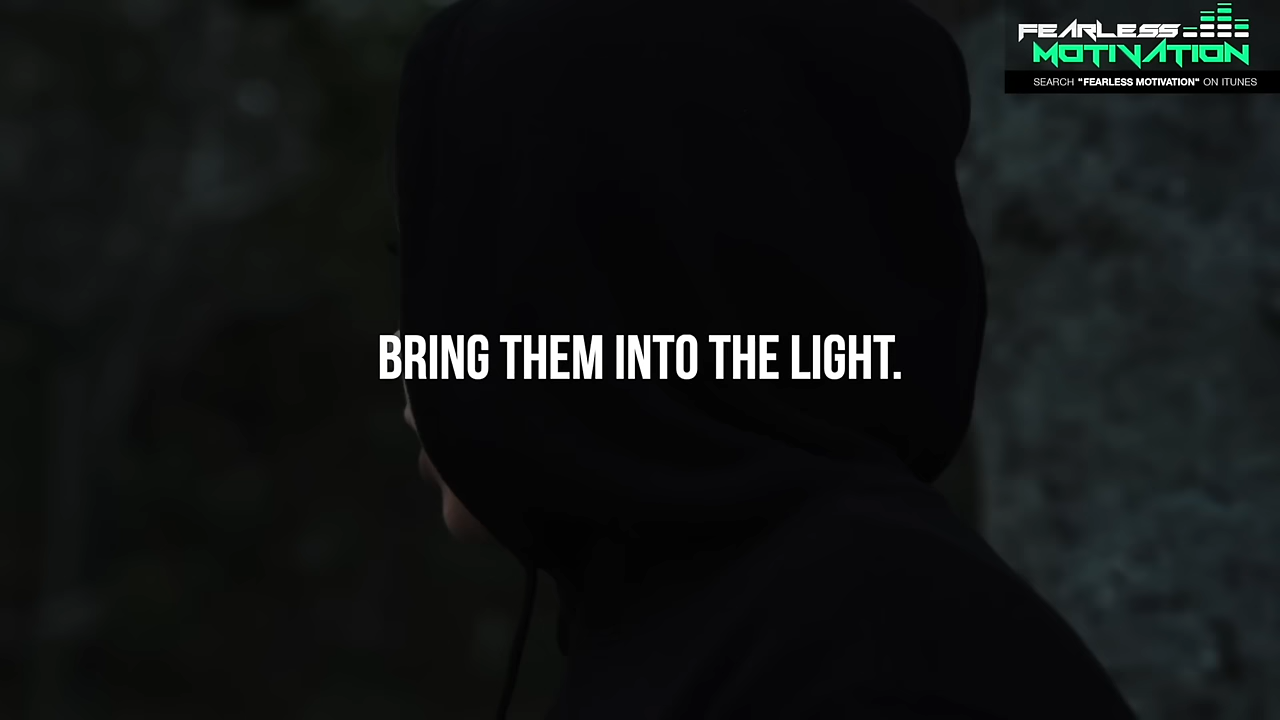 FEARLESS
MOTIVATION
SEARCH "FEARLESS MOTIVATION" ON ITUNES
BRING THEM INTO THE LIGHT.